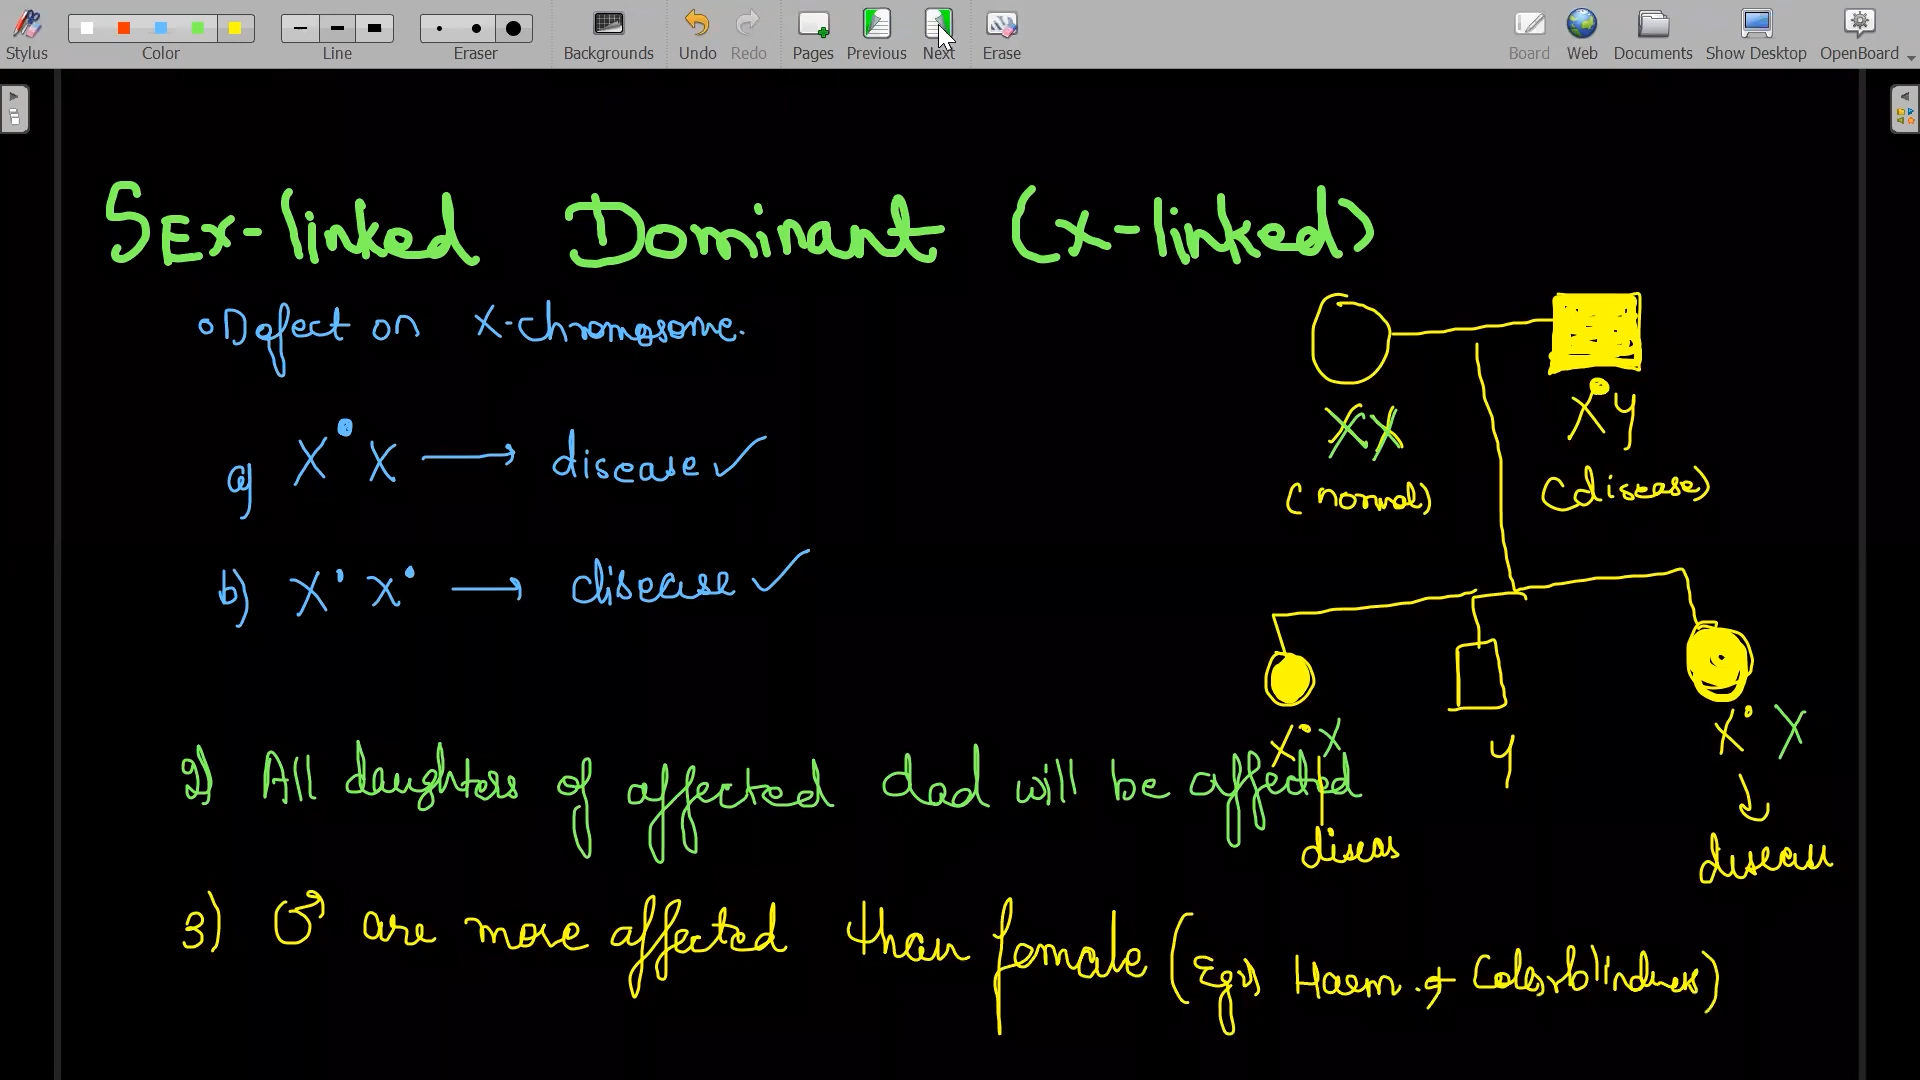 Stylus Color Line Eraser Backgrounds Undo Redo Pages Previous Next Erase Board Web Documents Show Desktop OpenBoard
SEx-linked Dominant (x-linked)
Defect on X-chromosome.
a) X X → disease ✓
b) X X → disease ✓
XX
(normal)
XY
(disease)
X X
Y
X X
diseas
disease
2) All daughters of affected dad will be affected
3) ♂ are more affected than female (Eg:) Haem. & Colorblindness)